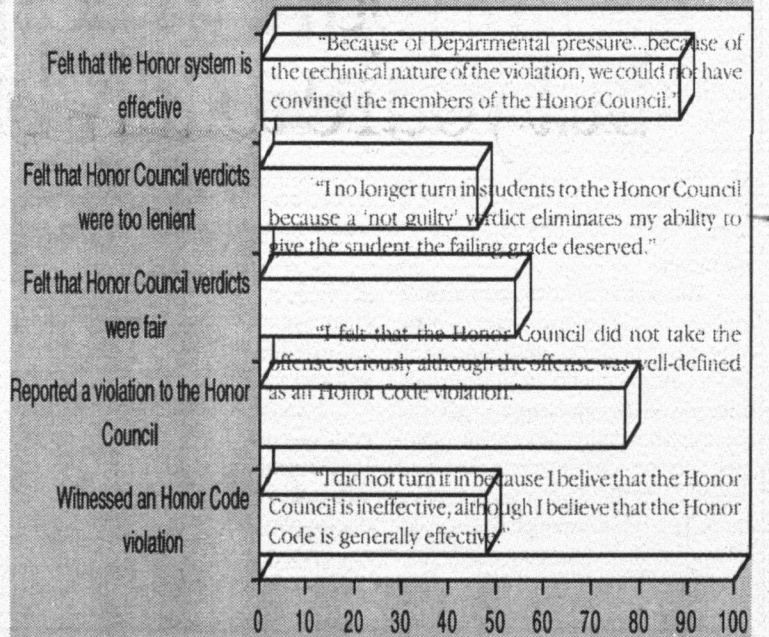 Felt that the Honor system is
effective
"Because of Departmental pressure...because of
the techinical nature of the violation, we could not have
convined the members of the Honor Council."
Felt that Honor Council verdicts
were too lenient
"I no longer turn in students to the Honor Council
because a 'not guilty' verdict eliminates my ability to
give the student the failing grade deserved."
Felt that Honor Council verdicts
were fair
"I felt that the Honor Council did not take the
offense seriously although the offense was well-defined
as an Honor Code violation."
Reported a violation to the Honor
Council
Witnessed an Honor Code
violation
"I did not turn it in because I belive that the Honor
Council is ineffective, although I believe that the Honor
Code is generally effective."
0 10 20 30 40 50 60 70 80 90 100